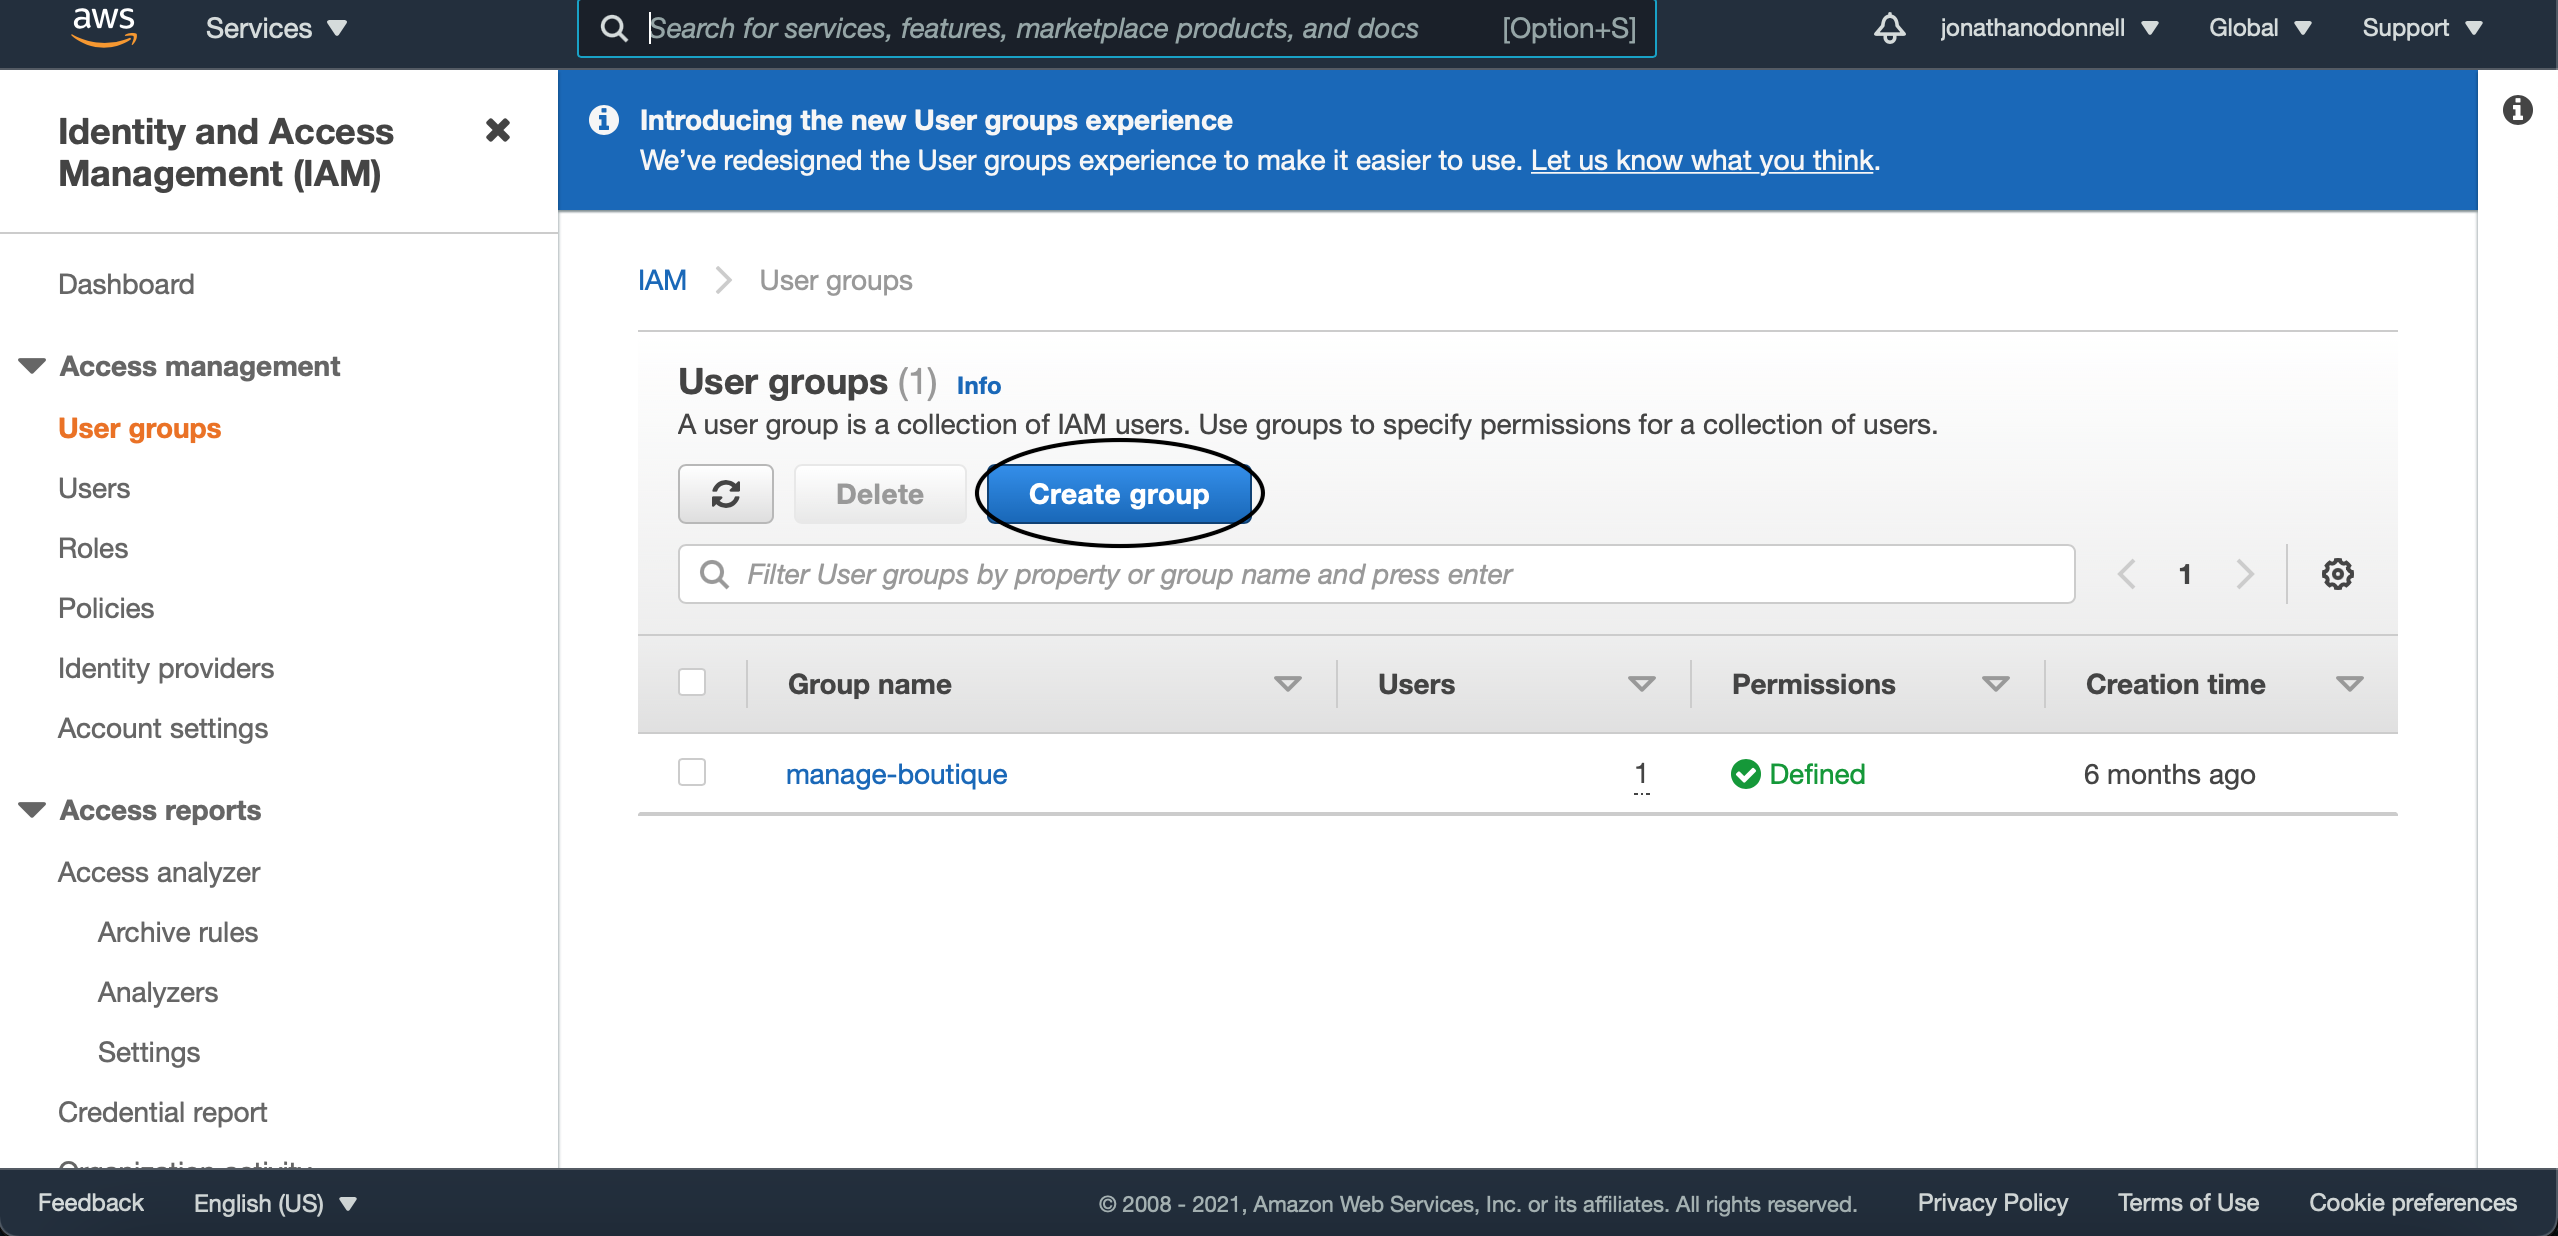 aws
Services
Search for services, features, marketplace products, and docs
[Option+S]
jonathanodonnell
Global
Support
Identity and Access
Management (IAM)
Dashboard
Access management
User groups
Users
Roles
Policies
Identity providers
Account settings
Access reports
Access analyzer
Archive rules
Analyzers
Settings
Credential report
Organization activity
Introducing the new User groups experience
We've redesigned the User groups experience to make it easier to use. Let us know what you think.
IAM
User groups
User groups (1) Info
A user group is a collection of IAM users. Use groups to specify permissions for a collection of users.
Delete
Create group
Filter User groups by property or group name and press enter
1
Group name
Users
Permissions
Creation time
manage-boutique
1
Defined
6 months ago
Feedback
English (US)
© 2008 - 2021, Amazon Web Services, Inc. or its affiliates. All rights reserved.
Privacy Policy
Terms of Use
Cookie preferences